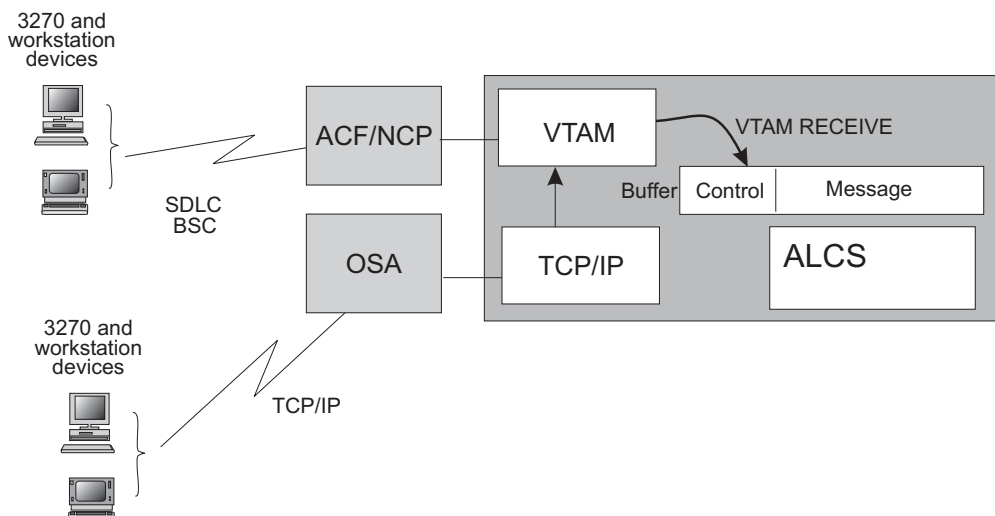 3270 and
workstation
devices
ACF/NCP
VTAM
VTAM RECEIVE
Buffer
Control
Message
SDLC
BSC
OSA
TCP/IP
ALCS
3270 and
workstation
devices
TCP/IP